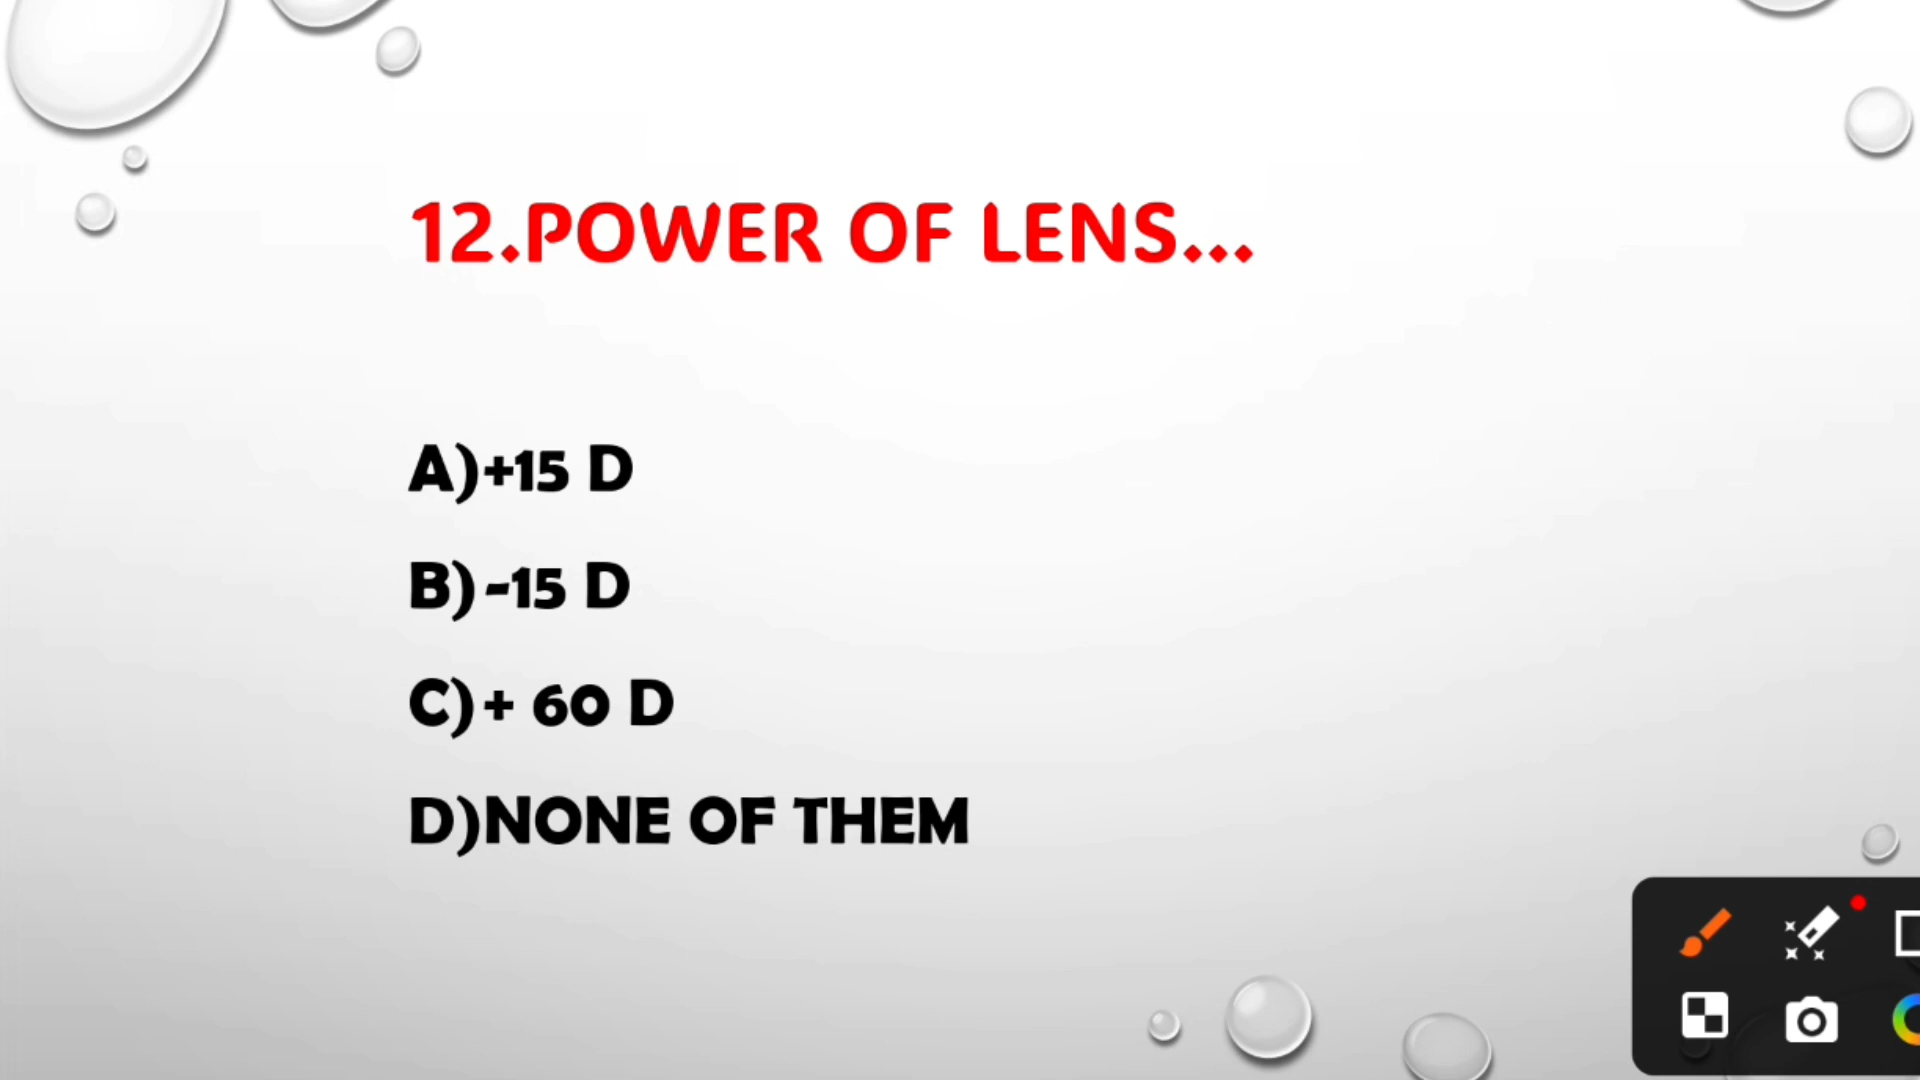 12.POWER OF LENS...
A)+15 D
B)-15 D
C)+ 60 D
D)NONE OF THEM